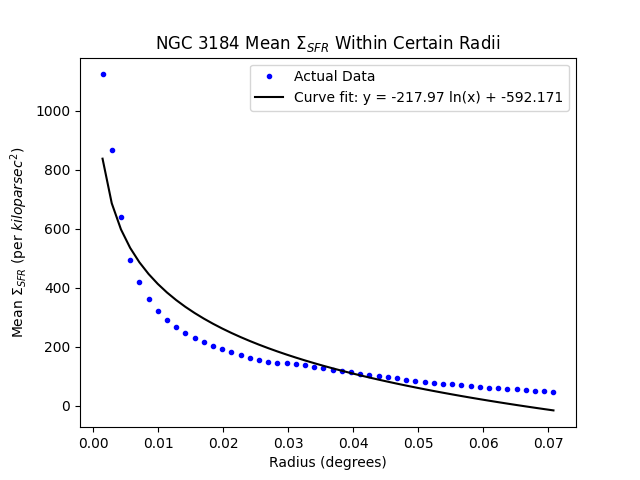 NGC 3184 Mean Σ_SFR Within Certain Radii
Actual Data
Curve fit: y = -217.97 ln(x) + -592.171
Mean Σ_SFR (per kiloparsec²)
1000
800
600
400
200
0
0.00 0.01 0.02 0.03 0.04 0.05 0.06 0.07
Radius (degrees)